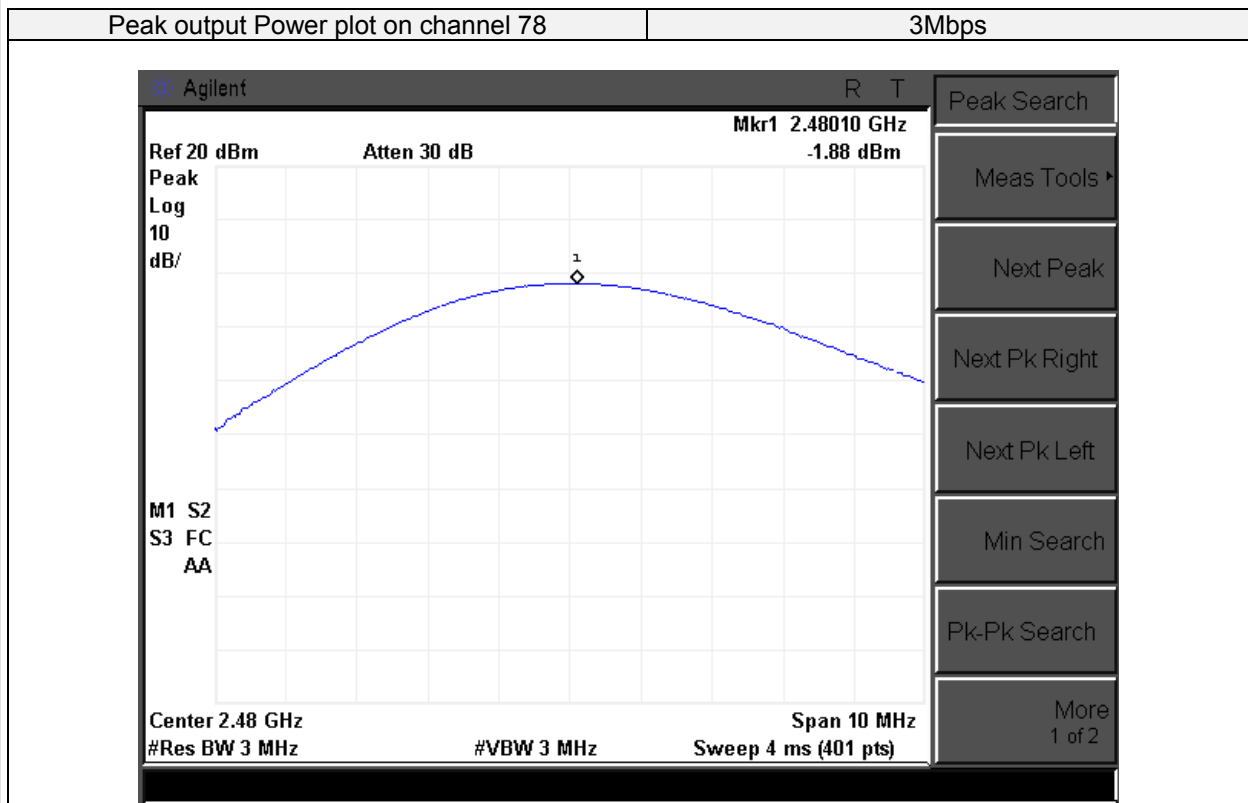 Peak output Power plot on channel 78 3Mbps
Agilent R T
Peak Search
Mkr1 2.48010 GHz
Ref 20 dBm Atten 30 dB -1.88 dBm
Peak
Log
10
dB/
1
Meas Tools
Next Peak
Next Pk Right
Next Pk Left
M1 S2
S3 FC
AA
Min Search
Pk-Pk Search
Center 2.48 GHz Span 10 MHz
#Res BW 3 MHz #VBW 3 MHz Sweep 4 ms (401 pts)
More
1 of 2